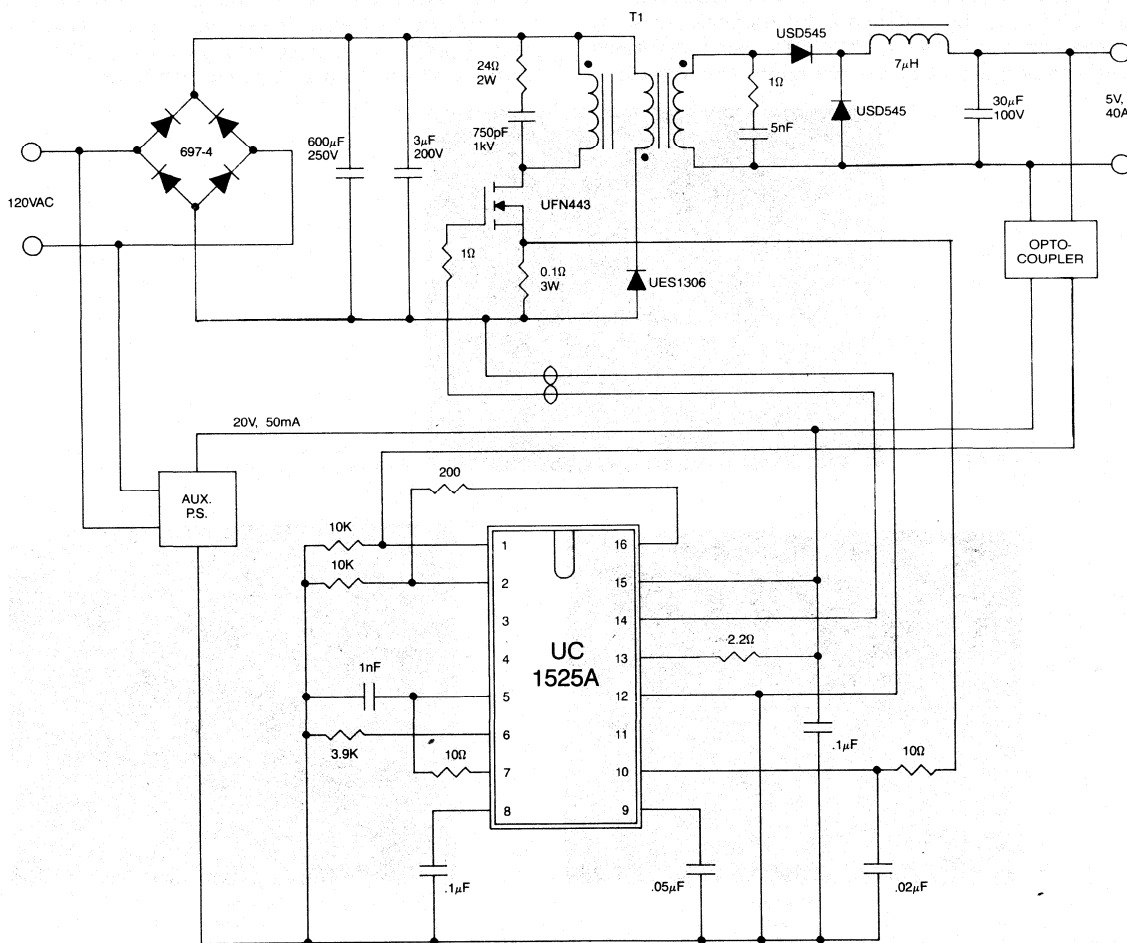 T1
USD545
24Ω
2W
7μH
1Ω
697-4
600μF
250V
3μF
200V
750pF
1kV
5nF
USD545
30μF
100V
5V,
40A
120VAC
UFN443
1Ω
0.1Ω
3W
UES1306
OPTO-
COUPLER
20V, 50mA
AUX.
P.S.
200
10K
10K
1
2
3
4
5
6
7
8
16
15
14
13
12
11
10
9
UC
1525A
2.2Ω
1nF
3.9K
10Ω
.1μF
10Ω
.1μF
.05μF
.02μF